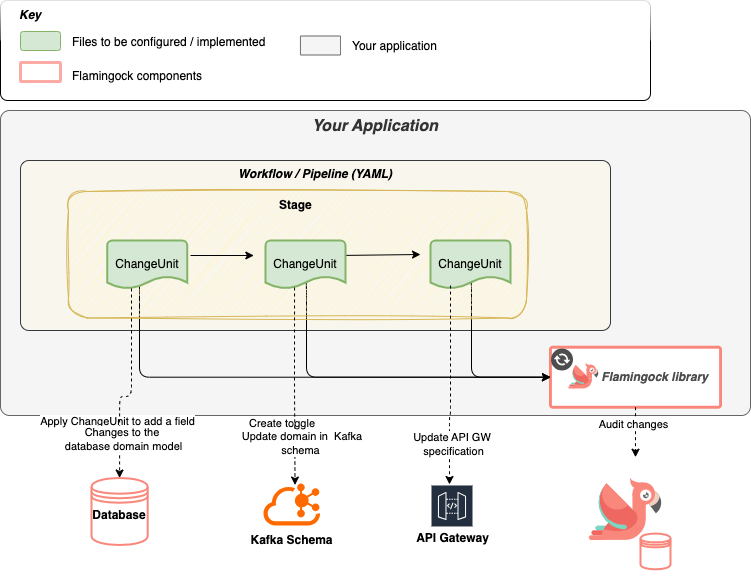 Key
Files to be configured / implemented
Your application
Flamingock components
Your Application
Workflow / Pipeline (YAML)
Stage
ChangeUnit
ChangeUnit
ChangeUnit
Flamingock library
Apply ChangeUnit to add a field
Changes to the
database domain model
Create toggle
Update domain in Kafka
schema
Update API GW
specification
Audit changes
Database
Kafka Schema
API Gateway